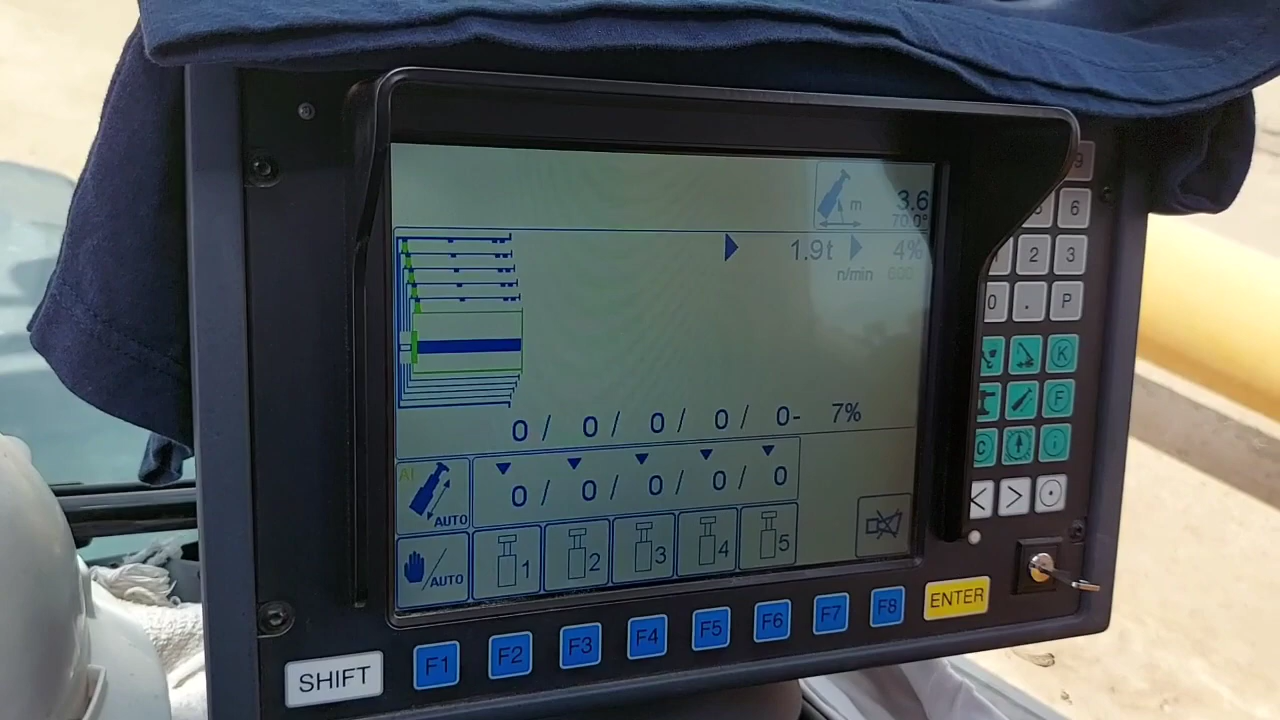 m 3.6
70.0°
1.9t 4%
n/min 600
0 / 0 / 0 / 0 / 0- 7%
0 / 0 / 0 / 0 / 0
AUTO
/AUTO 1 2 3 4 5
9
6
2 3
0 . P
K
F
C i
< >
SHIFT F1 F2 F3 F4 F5 F6 F7 F8 ENTER